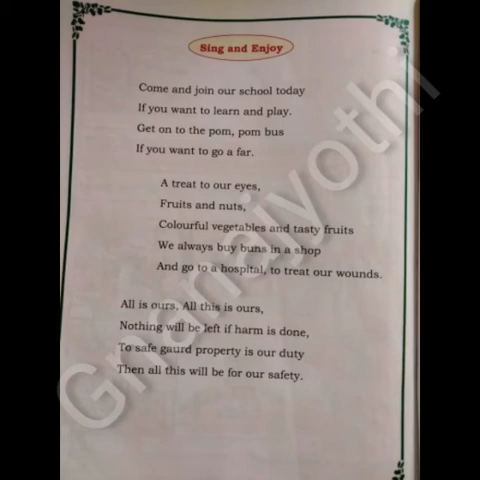 Sing and Enjoy
Come and join our school today
If you want to learn and play.
Get on to the pom, pom bus
If you want to go a far.
A treat to our eyes,
Fruits and nuts,
Colourful vegetables and tasty fruits
We always buy buns in a shop
And go to a hospital, to treat our wounds.
All is ours, All this is ours,
Nothing will be left if harm is done,
To safe gaurd property is our duty
Then all this will be for our safety.
Gnanajyothi